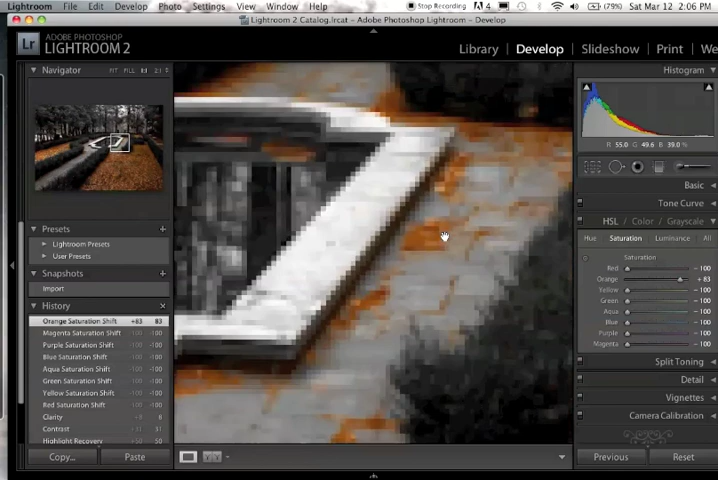 Lightroom File Edit Develop Photo Settings View Window Help Stop Recording 4 (79%) Sat Mar 12 2:06 PM
Lightroom 2 Catalog.lrcat - Adobe Photoshop Lightroom - Develop
Lr ADOBE PHOTOSHOP LIGHTROOM 2
Library | Develop | Slideshow | Print | We
Navigator FIT FILL 1:1 2:1
Histogram
R 55.0 G 49.6 B 39.0 %
Basic
Tone Curve
HSL / Color / Grayscale
Hue Saturation Luminance All
Saturation
Red - 100
Orange + 83
Yellow - 100
Green - 100
Aqua - 100
Blue - 100
Purple - 100
Magenta - 100
Split Toning
Detail
Vignettes
Camera Calibration
Previous Reset
Presets +
Lightroom Presets
User Presets
Snapshots +
Import
History X
Orange Saturation Shift +83 83
Magenta Saturation Shift -100 -100
Purple Saturation Shift -100 -100
Blue Saturation Shift -100 -100
Aqua Saturation Shift -100 -100
Green Saturation Shift -100 -100
Yellow Saturation Shift -100 -100
Red Saturation Shift -100 -100
Clarity
Contrast
Highlight Recovery
Copy... Paste